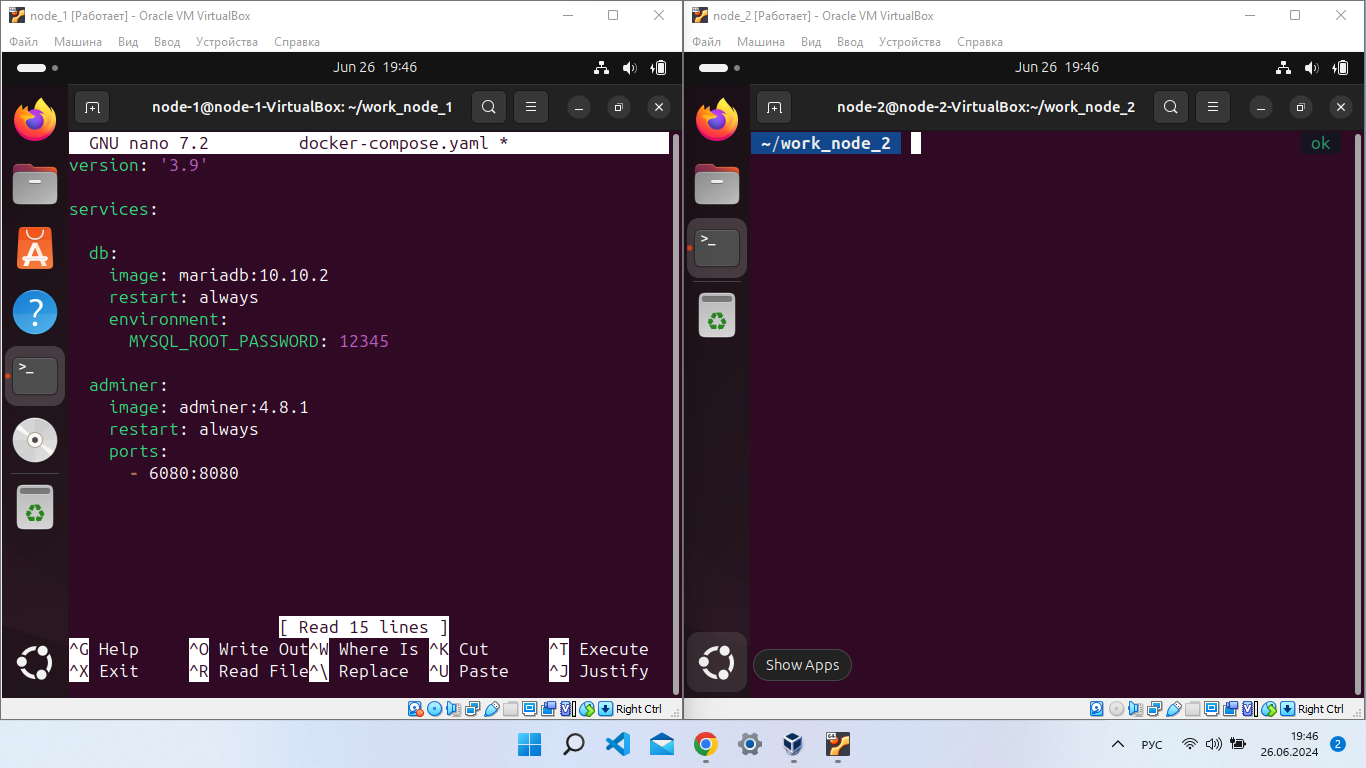 node_1 [Работает] - Oracle VM VirtualBox
Файл Машина Вид Ввод Устройства Справка
Jun 26 19:46
node-1@node-1-VirtualBox: ~/work_node_1
GNU nano 7.2 docker-compose.yaml *
version: '3.9'
services:
db:
image: mariadb:10.10.2
restart: always
environment:
MYSQL_ROOT_PASSWORD: 12345
adminer:
image: adminer:4.8.1
restart: always
ports:
- 6080:8080
[ Read 15 lines ]
^G Help ^O Write Out ^W Where Is ^K Cut ^T Execute
^X Exit ^R Read File ^\ Replace ^U Paste ^J Justify
Right Ctrl
node_2 [Работает] - Oracle VM VirtualBox
Файл Машина Вид Ввод Устройства Справка
Jun 26 19:46
node-2@node-2-VirtualBox:~/work_node_2
~/work_node_2 ok
Show Apps
Right Ctrl
РУС
19:46
26.06.2024
2